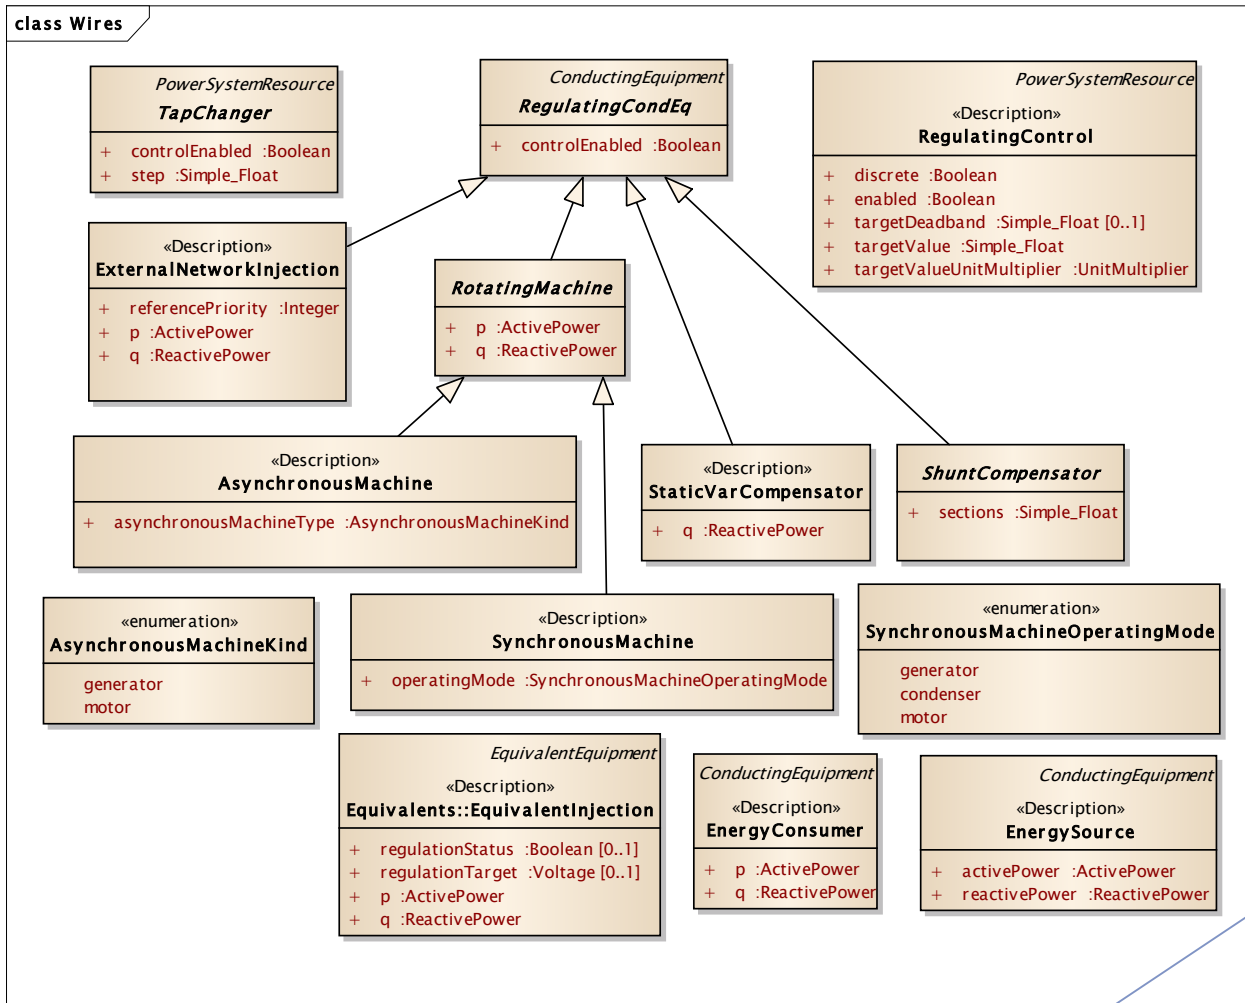 class Wires
PowerSystemResource
TapChanger
+ controlEnabled :Boolean
+ step :Simple_Float
ConductingEquipment
RegulatingCondEq
+ controlEnabled :Boolean
PowerSystemResource
«Description»
RegulatingControl
+ discrete :Boolean
+ enabled :Boolean
+ targetDeadband :Simple_Float [0..1]
+ targetValue :Simple_Float
+ targetValueUnitMultiplier :UnitMultiplier
«Description»
ExternalNetworkInjection
+ referencePriority :Integer
+ p :ActivePower
+ q :ReactivePower
RotatingMachine
+ p :ActivePower
+ q :ReactivePower
«Description»
AsynchronousMachine
+ asynchronousMachineType :AsynchronousMachineKind
«Description»
StaticVarCompensator
+ q :ReactivePower
ShuntCompensator
+ sections :Simple_Float
«enumeration»
AsynchronousMachineKind
generator
motor
«Description»
SynchronousMachine
+ operatingMode :SynchronousMachineOperatingMode
«enumeration»
SynchronousMachineOperatingMode
generator
condenser
motor
EquivalentEquipment
«Description»
Equivalents::EquivalentInjection
+ regulationStatus :Boolean [0..1]
+ regulationTarget :Voltage [0..1]
+ p :ActivePower
+ q :ReactivePower
ConductingEquipment
«Description»
EnergyConsumer
+ p :ActivePower
+ q :ReactivePower
ConductingEquipment
«Description»
EnergySource
+ activePower :ActivePower
+ reactivePower :ReactivePower